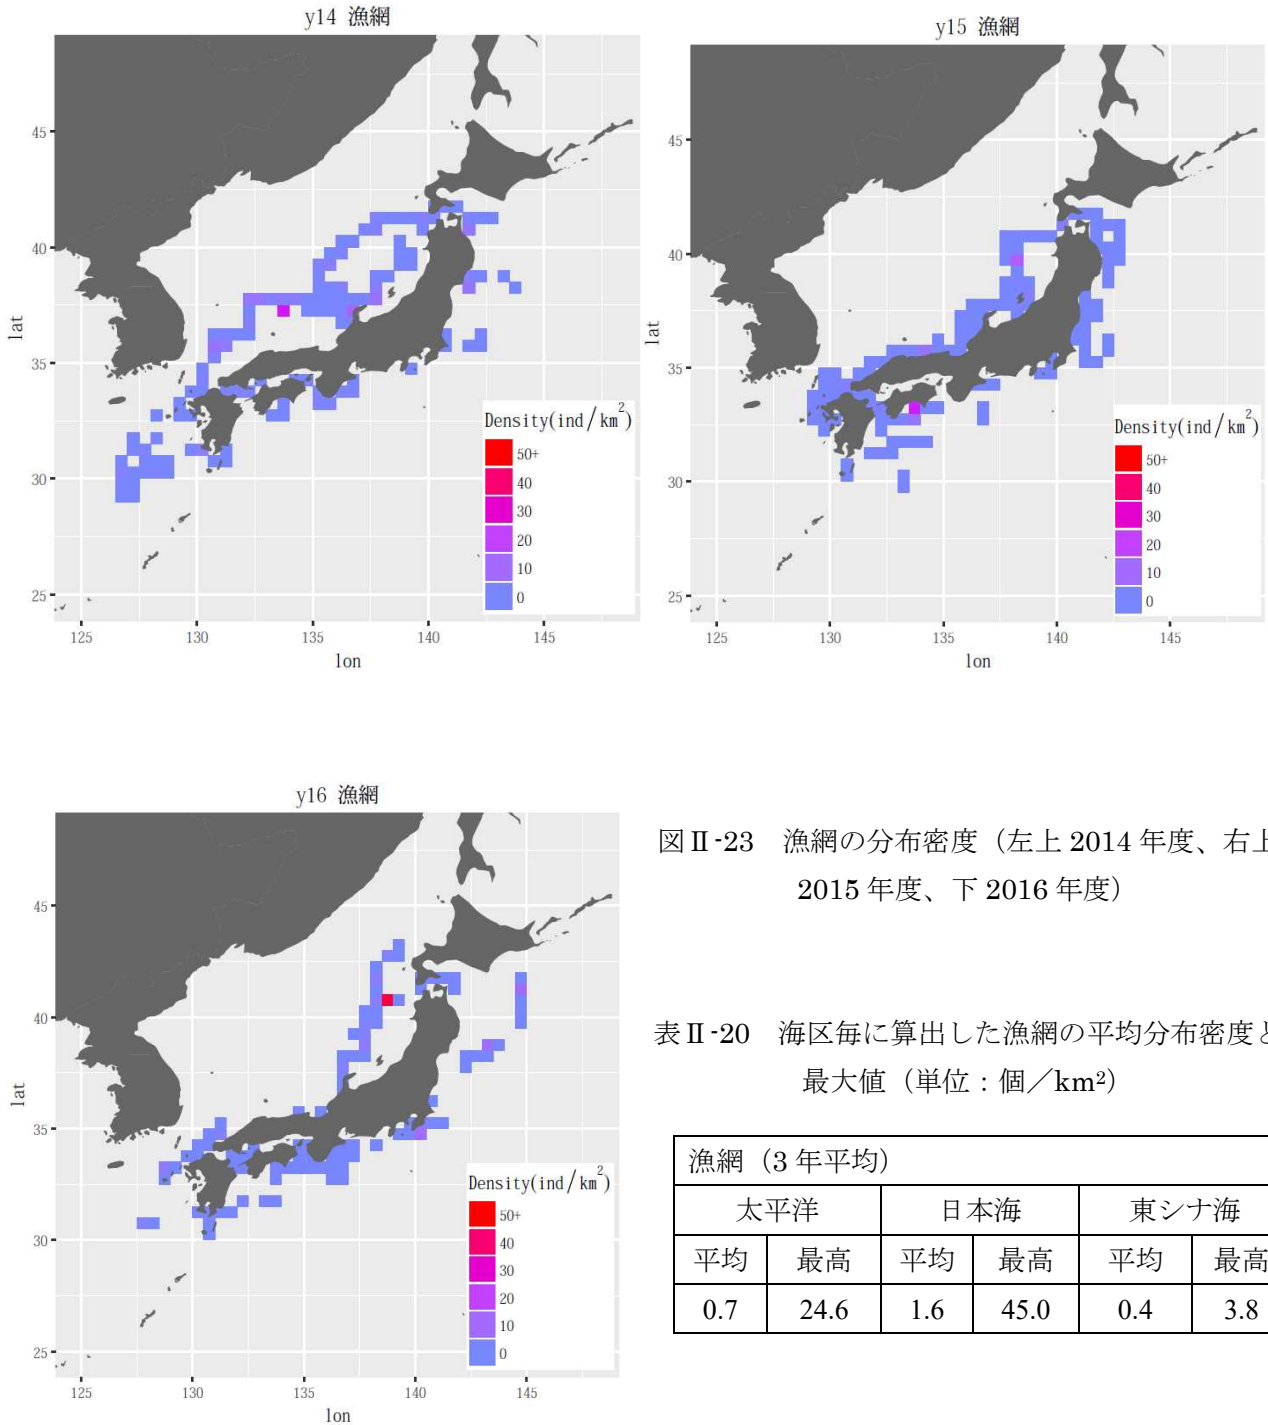 y14 漁網
lat
45
40
35
30
25
125 130 135 140 145
lon
Density(ind/km2)
50+
40
30
20
10
0
y15 漁網
lat
45
40
35
30
25
125 130 135 140 145
lon
Density(ind/km2)
50+
40
30
20
10
0
y16 漁網
lat
45
40
35
30
25
125 130 135 140 145
lon
Density(ind/km2)
50+
40
30
20
10
0
図Ⅱ-23 漁網の分布密度（左上 2014 年度、右上
2015 年度、下 2016 年度）
表Ⅱ-20 海区毎に算出した漁網の平均分布密度と
最大値（単位：個／km2）
漁網（3 年平均）
太平洋 日本海 東シナ海
平均 最高 平均 最高 平均 最高
0.7 24.6 1.6 45.0 0.4 3.8